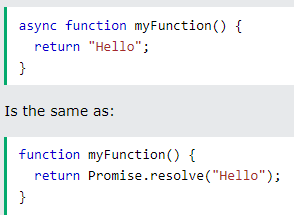 async function myFunction() {
  return "Hello";
}
Is the same as:
function myFunction() {
  return Promise.resolve("Hello");
}